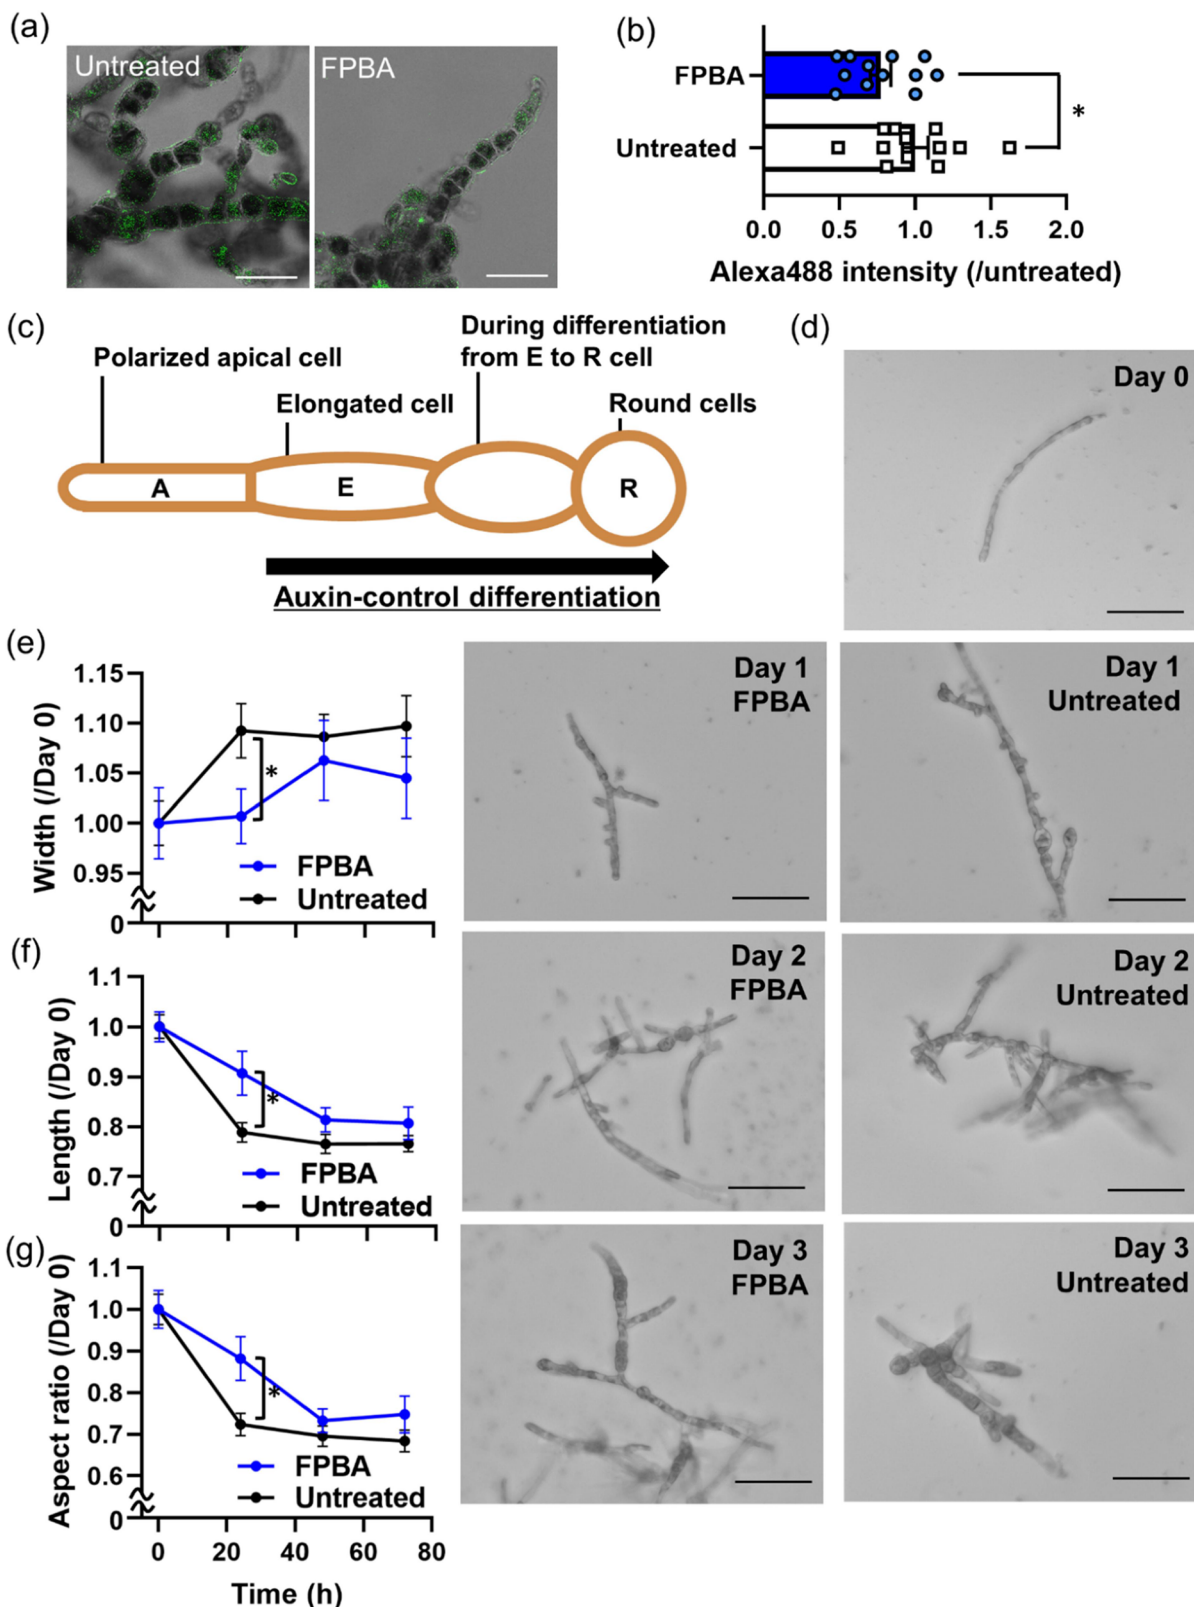 (a)
Untreated
FPBA
(b)
FPBA
Untreated
*
0.0 0.5 1.0 1.5 2.0
Alexa488 intensity (/untreated)
(c)
Polarized apical cell
Elongated cell
During differentiation
from E to R cell
Round cells
A
E
R
Auxin-control differentiation
(d)
Day 0
Day 1
FPBA
Day 1
Untreated
Day 2
FPBA
Day 2
Untreated
Day 3
FPBA
Day 3
Untreated
(e)
Width (/Day 0)
1.15
1.10
1.05
1.00
0.95
0
*
FPBA
Untreated
(f)
Length (/Day 0)
1.1
1.0
0.9
0.8
0.7
0
*
FPBA
Untreated
(g)
Aspect ratio (/Day 0)
1.1
1.0
0.9
0.8
0.7
0.6
0
*
FPBA
Untreated
0 20 40 60 80
Time (h)